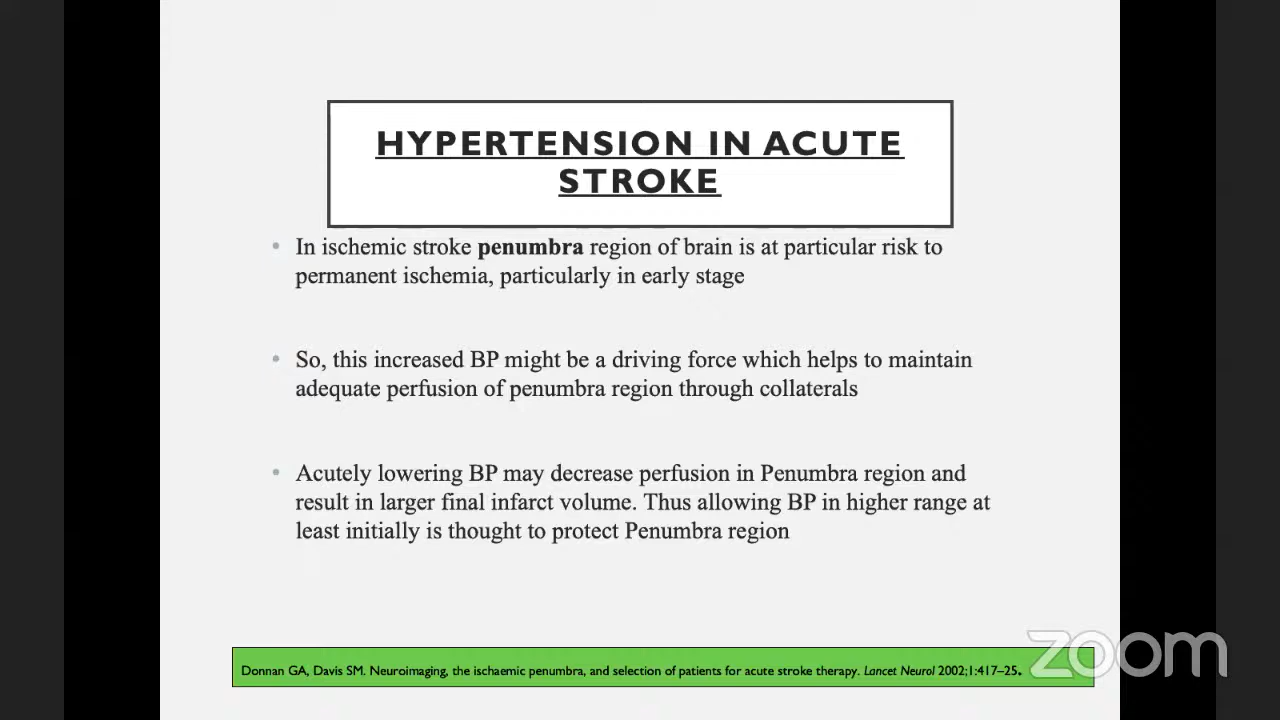 HYPERTENSION IN ACUTE
STROKE
• In ischemic stroke penumbra region of brain is at particular risk to
permanent ischemia, particularly in early stage
• So, this increased BP might be a driving force which helps to maintain
adequate perfusion of penumbra region through collaterals
• Acutely lowering BP may decrease perfusion in Penumbra region and
result in larger final infarct volume. Thus allowing BP in higher range at
least initially is thought to protect Penumbra region
Donnan GA, Davis SM. Neuroimaging, the ischaemic penumbra, and selection of patients for acute stroke therapy. Lancet Neurol 2002;1:417–25.
zoom